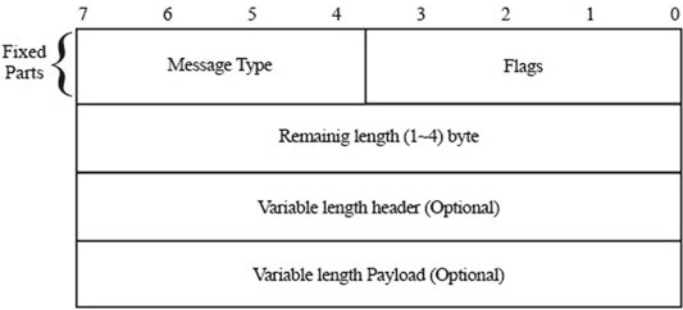 7 6 5 4 3 2 1 0
Fixed
Parts
Message Type Flags
Remainig length (1~4) byte
Variable length header (Optional)
Variable length Payload (Optional)